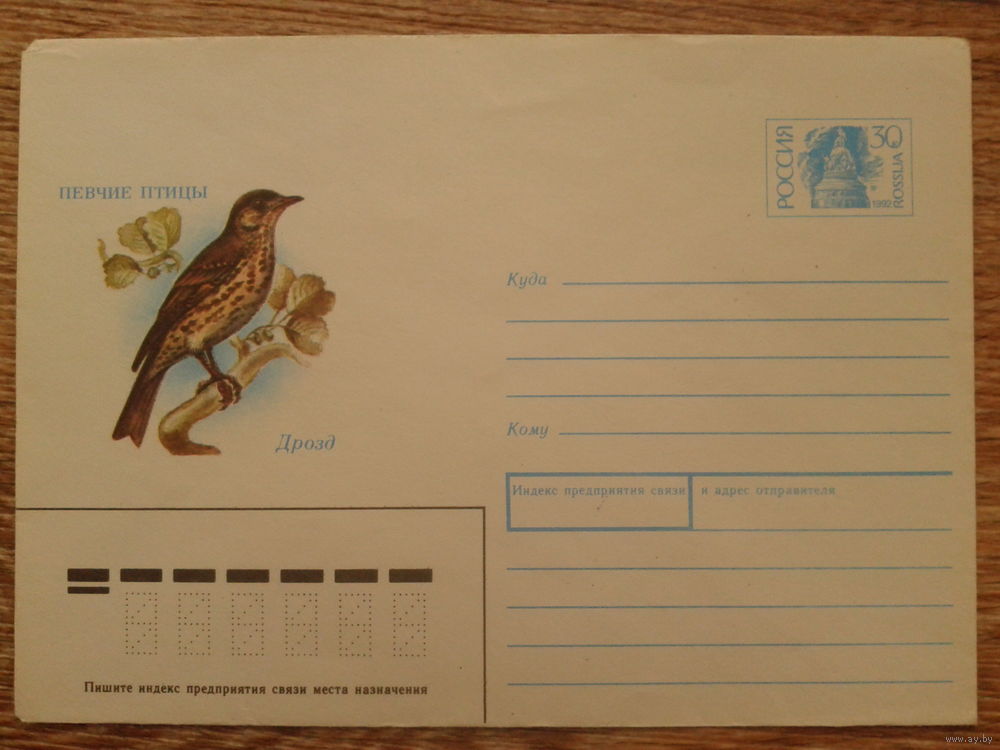 ПЕВЧИЕ ПТИЦЫ
Дрозд
РОССИЯ
30
1992
ROSSIJA
Куда
Кому
Индекс предприятия связи и адрес отправителя
Пишите индекс предприятия связи места назначения
www.ay.by